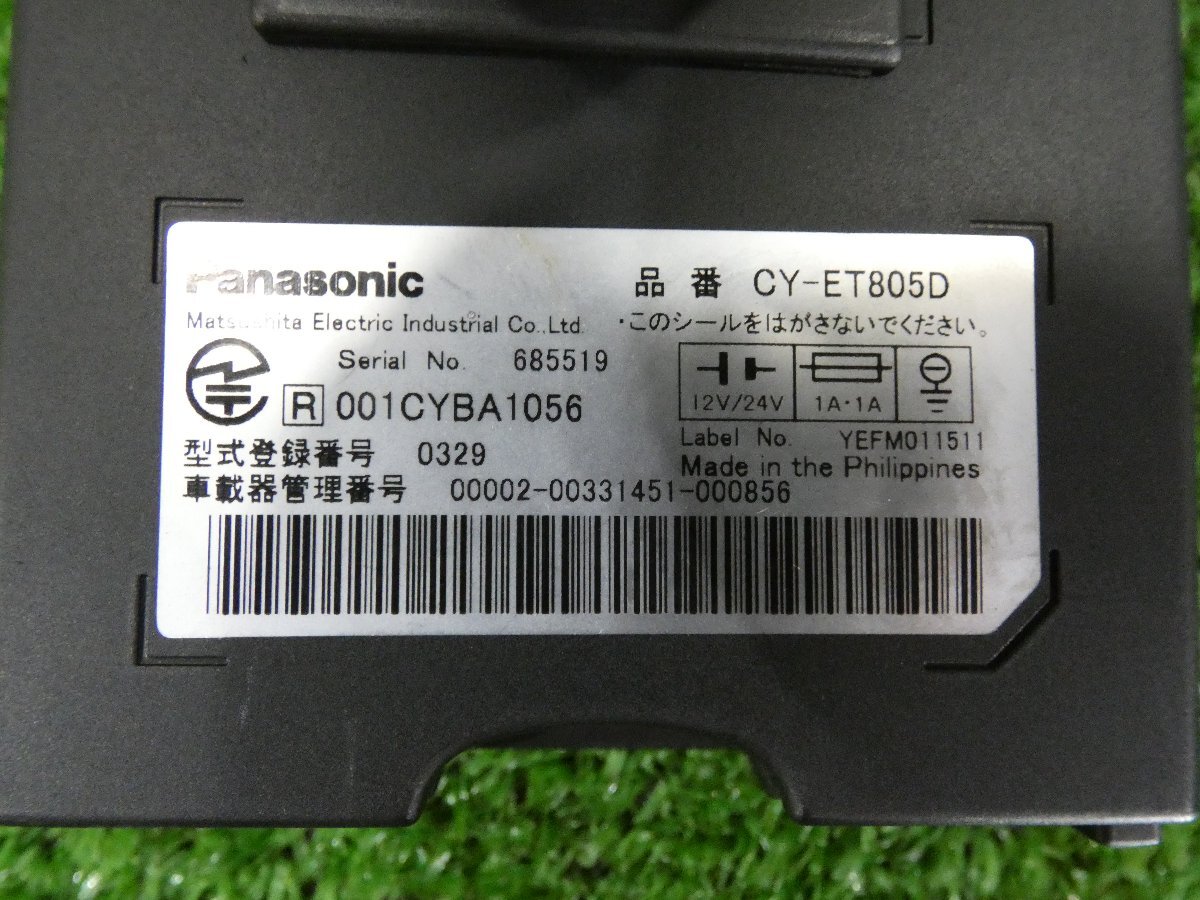 Panasonic 品番 CY-ET805D
Matsushita Electric Industrial Co.,Ltd. ・このシールをはがさないでください。
Serial No. 685519
R 001CYBA1056
12V/24V 1A・1A
型式登録番号 0329
Label No. YEFM011511
Made in the Philippines
車載器管理番号 00002-00331451-000856